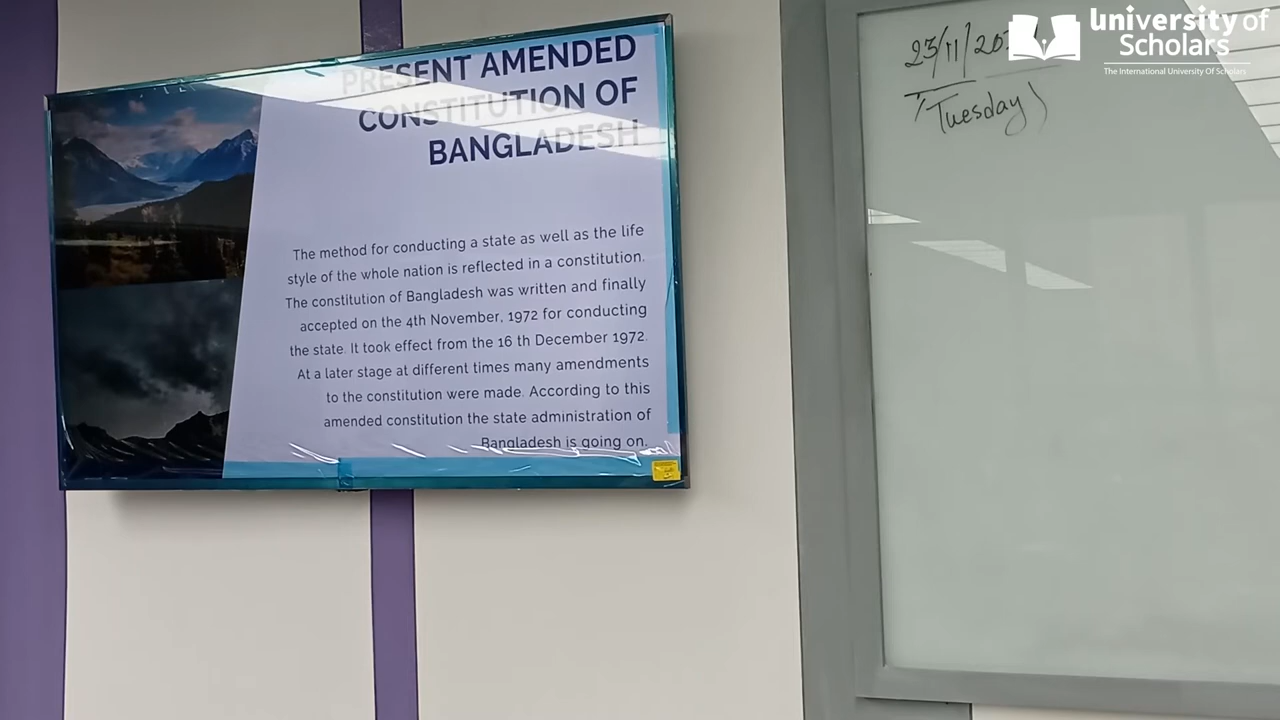 PRESENT AMENDED
CONSTITUTION OF
BANGLADESH
The method for conducting a state as well as the life
style of the whole nation is reflected in a constitution.
The constitution of Bangladesh was written and finally
accepted on the 4th November, 1972 for conducting
the state. It took effect from the 16 th December 1972.
At a later stage at different times many amendments
to the constitution were made. According to this
amended constitution the state administration of
Bangladesh is going on.
23/11/20
(Tuesday)
University of
Scholars
The International University Of Scholars